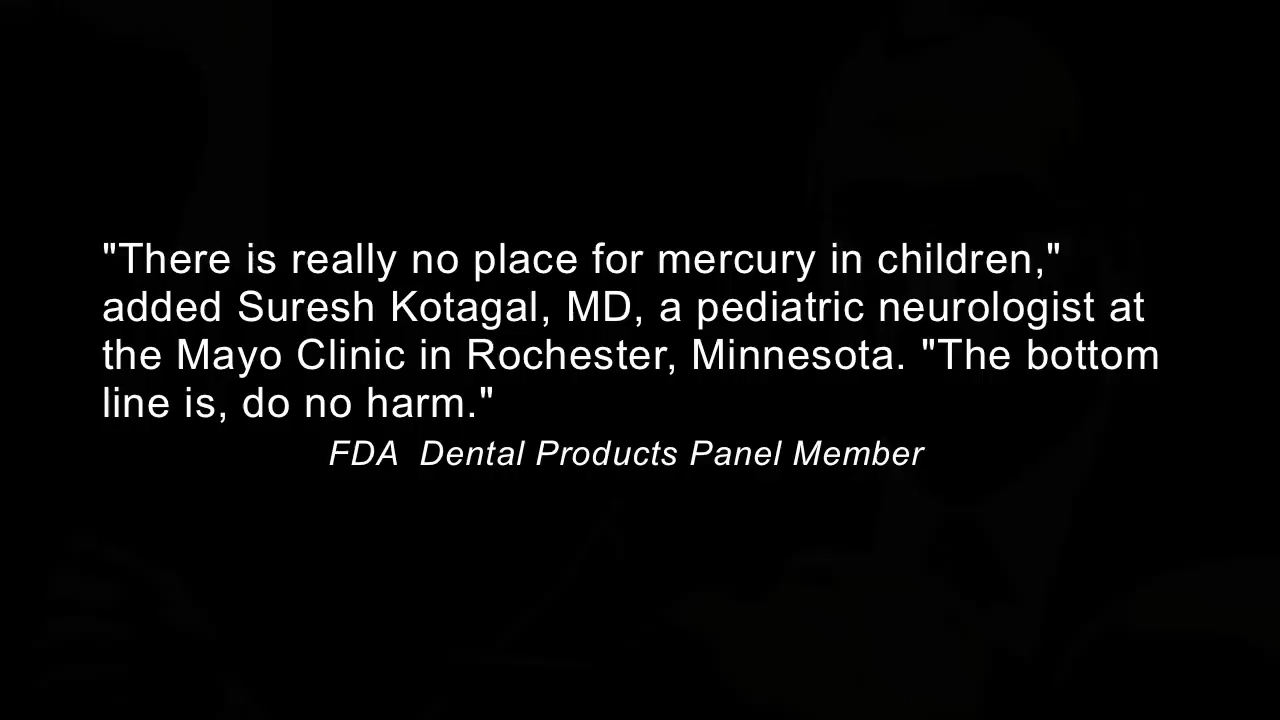 "There is really no place for mercury in children,"
added Suresh Kotagal, MD, a pediatric neurologist at
the Mayo Clinic in Rochester, Minnesota. "The bottom
line is, do no harm."
FDA  Dental Products Panel Member